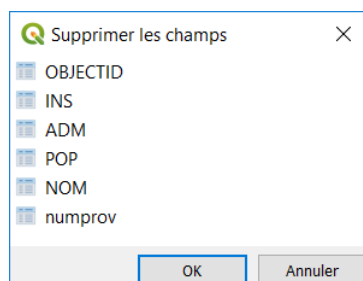 Supprimer les champs
OBJECTID
INS
ADM
POP
NOM
numprov
OK Annuler